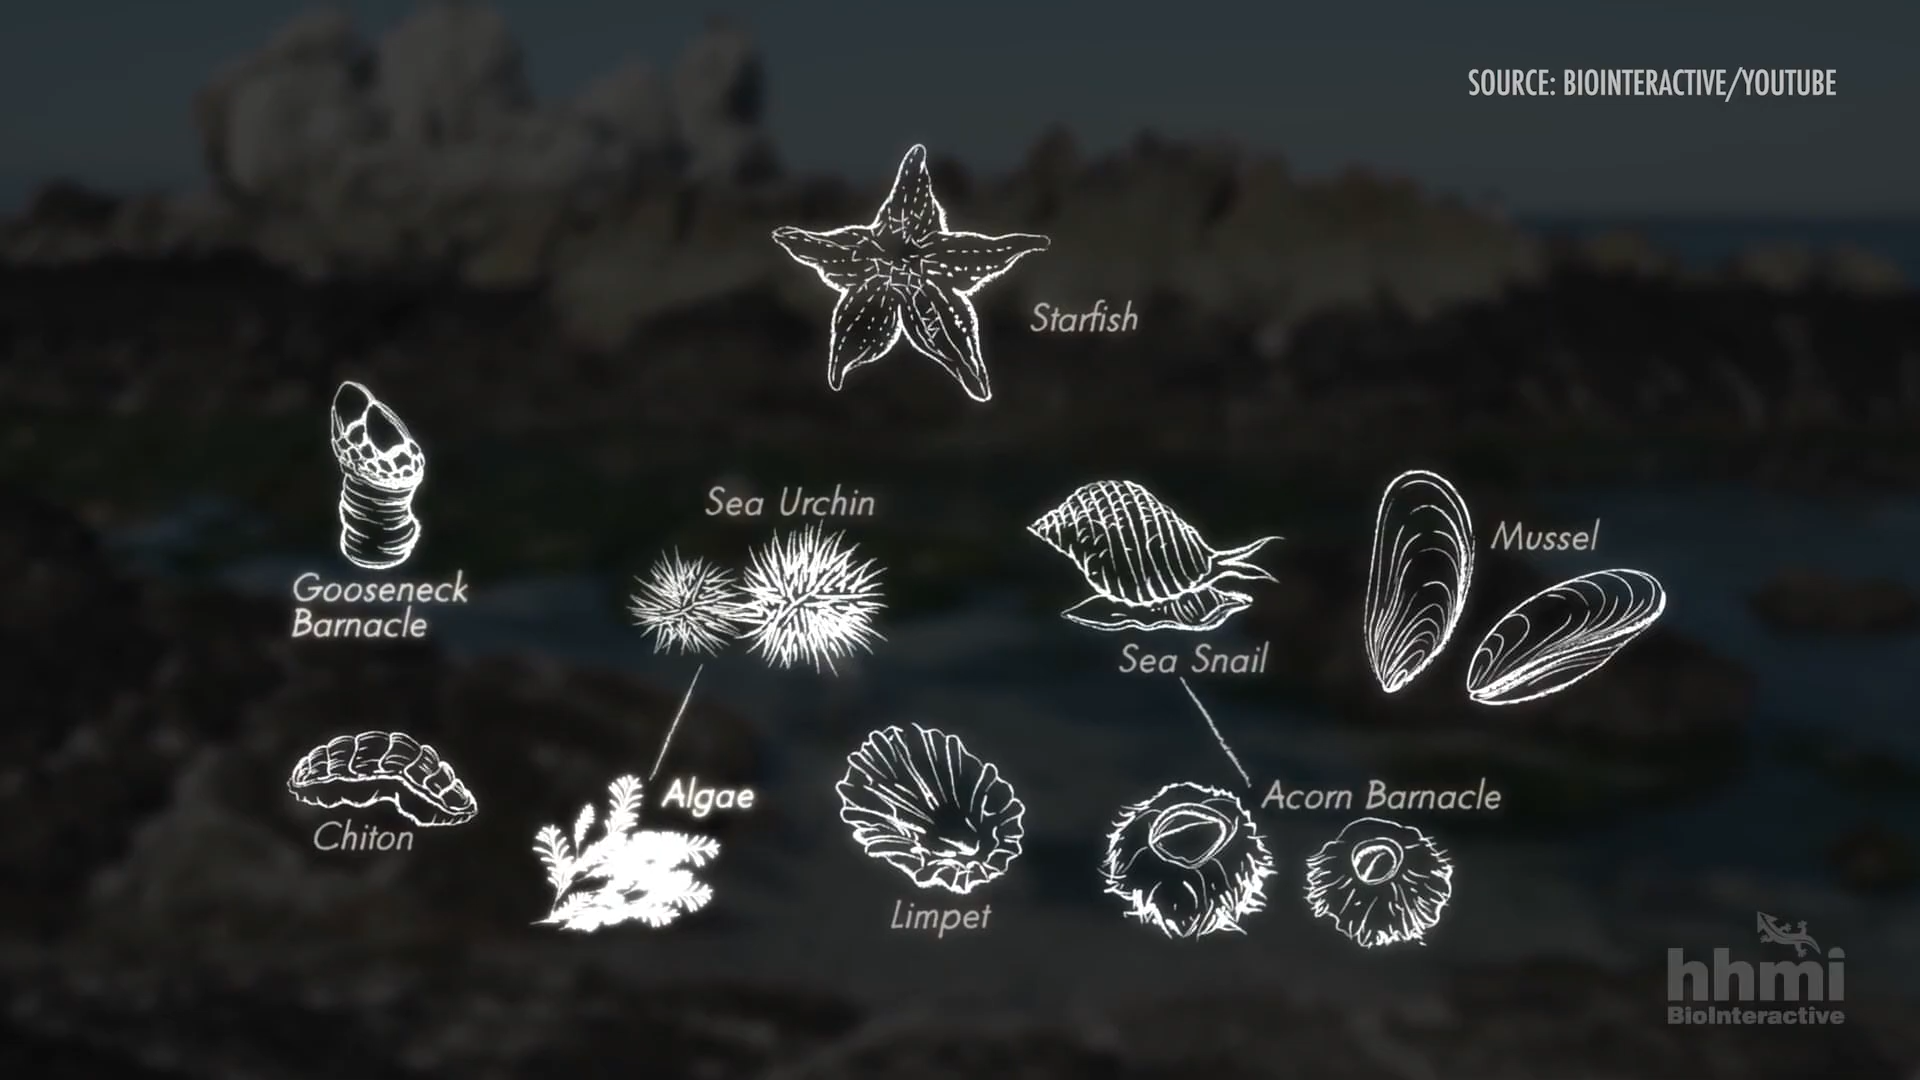 SOURCE: BIOINTERACTIVE/YOUTUBE
Starfish
Gooseneck
Barnacle
Sea Urchin
Sea Snail
Mussel
Chiton
Algae
Limpet
Acorn Barnacle
hhmi
BioInteractive